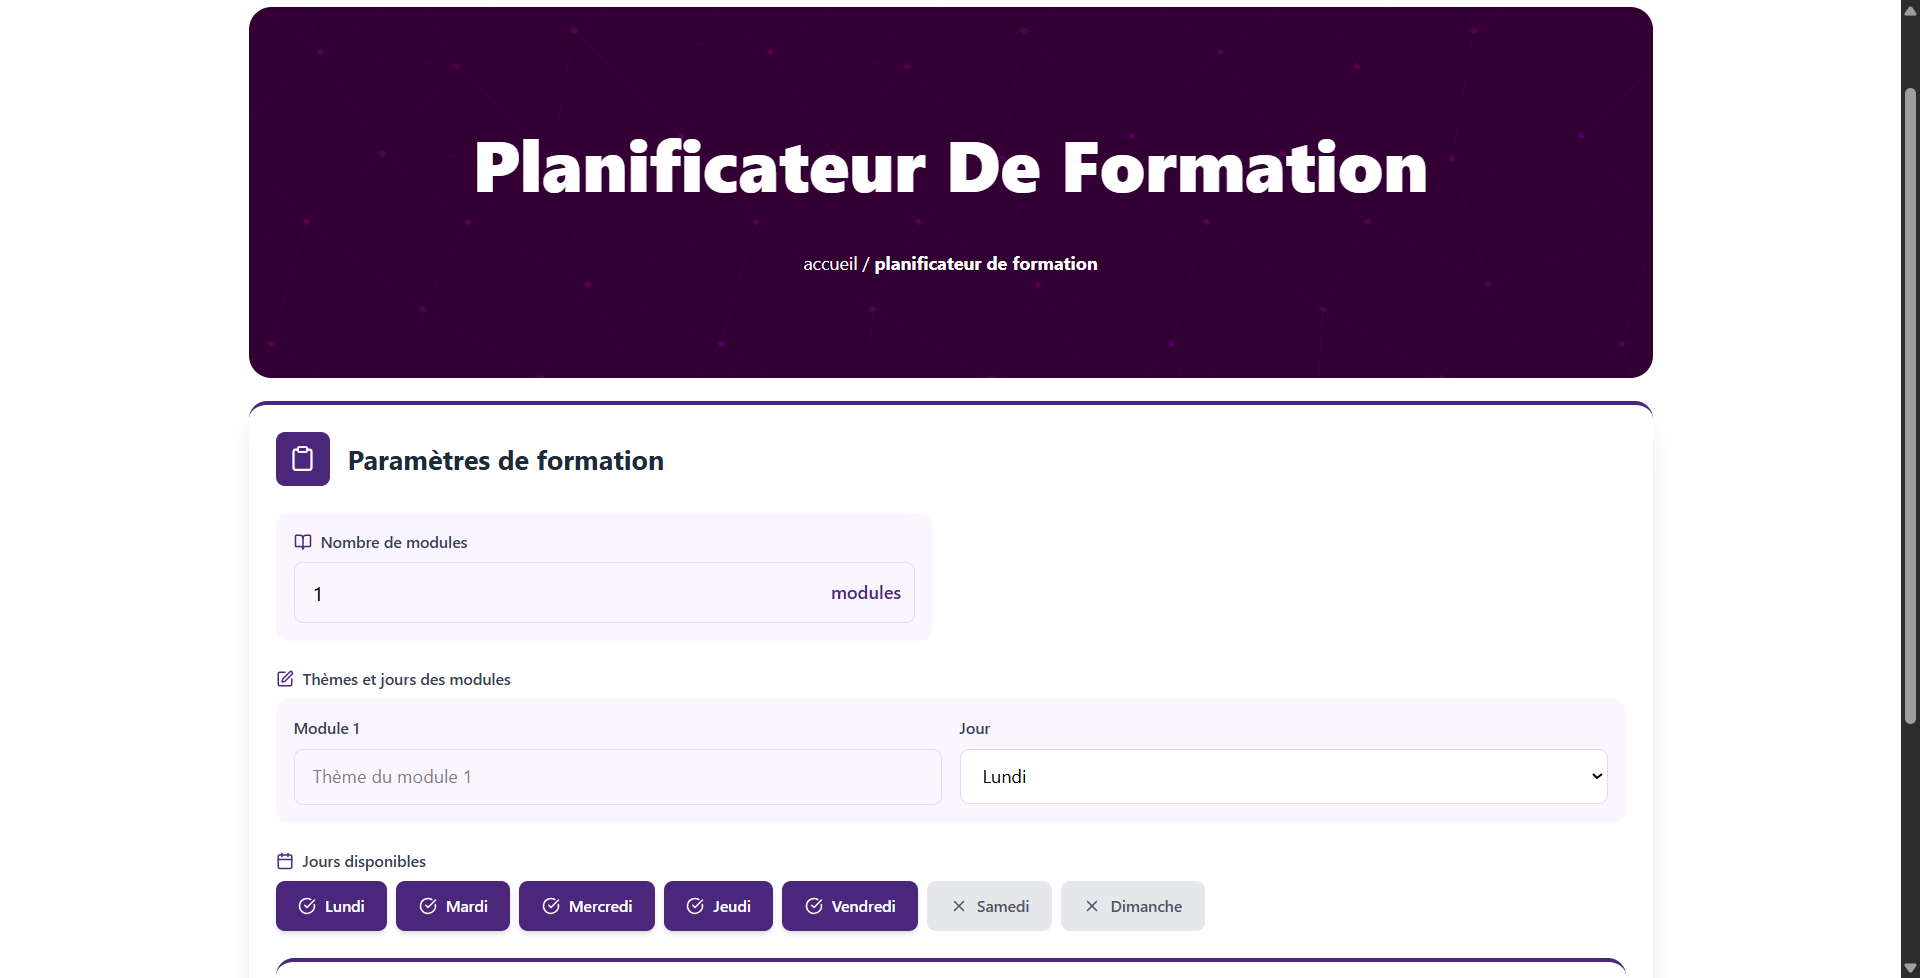 Planificateur De Formation
accueil / planificateur de formation
Paramètres de formation
Nombre de modules
1 modules
Thèmes et jours des modules
Module 1 Jour
Thème du module 1 Lundi
Jours disponibles
Lundi Mardi Mercredi Jeudi Vendredi Samedi Dimanche